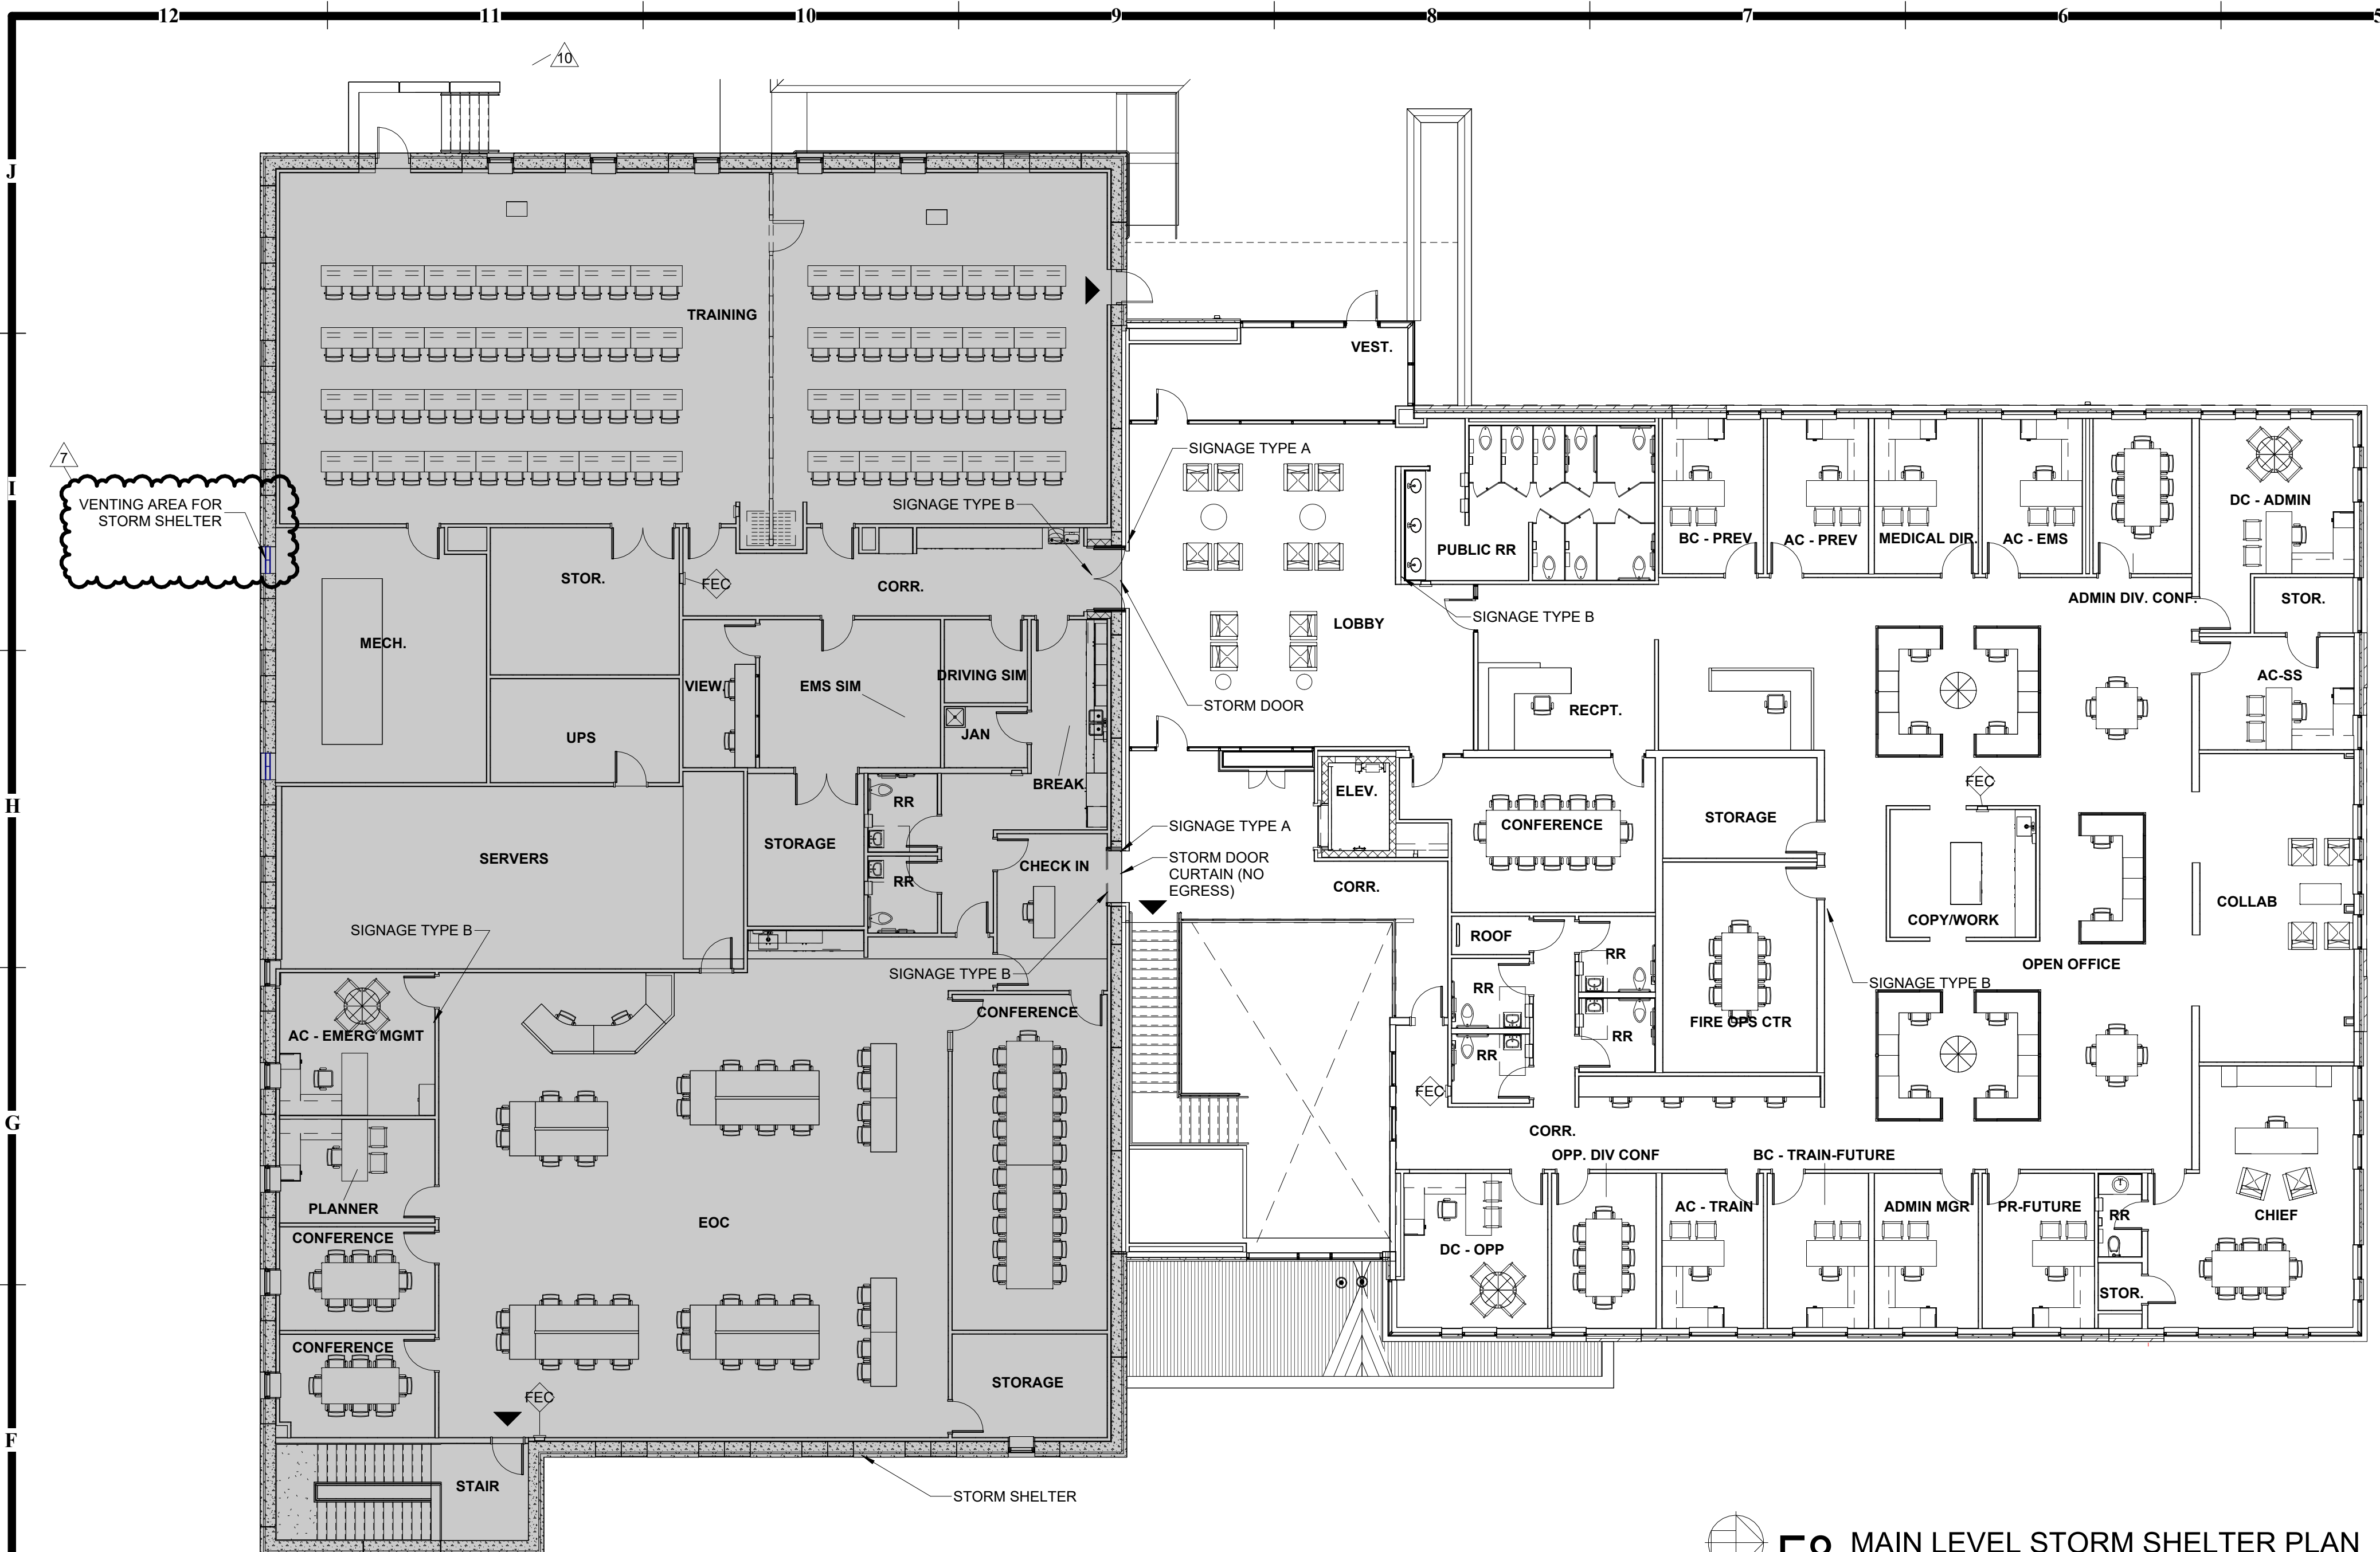 12
11
10
9
8
7
6
5
J
I
H
G
F
10
7
VENTING AREA FOR
STORM SHELTER
TRAINING
VEST.
SIGNAGE TYPE A
SIGNAGE TYPE B
PUBLIC RR
BC - PREV
AC - PREV
MEDICAL DIR.
AC - EMS
DC - ADMIN
STOR.
FEC
CORR.
SIGNAGE TYPE B
LOBBY
ADMIN DIV. CONF.
STOR.
MECH.
VIEW
EMS SIM
DRIVING SIM
STORM DOOR
RECPT.
AC-SS
UPS
JAN
BREAK
ELEV.
FEC
RR
STORAGE
SIGNAGE TYPE A
CONFERENCE
STORAGE
SERVERS
CHECK IN
STORM DOOR
CURTAIN (NO
EGRESS)
RR
CORR.
COLLAB
COPY/WORK
SIGNAGE TYPE B
ROOF
RR
OPEN OFFICE
SIGNAGE TYPE B
SIGNAGE TYPE B
RR
CONFERENCE
AC - EMERG MGMT
FIRE OPS CTR
RR
RR
FEC
CORR.
OPP. DIV CONF
BC - TRAIN-FUTURE
PLANNER
EOC
AC - TRAIN
ADMIN MGR
PR-FUTURE
RR
CHIEF
CONFERENCE
DC - OPP
STOR.
CONFERENCE
STORAGE
FEC
STAIR
STORM SHELTER
MAIN LEVEL STORM SHELTER PLAN